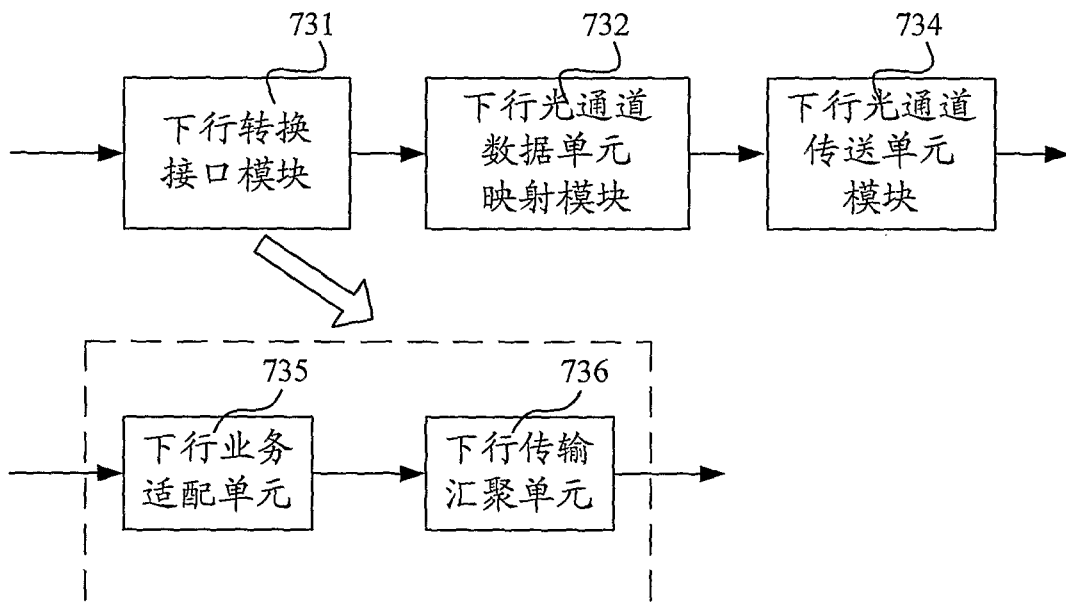 731
732
734
下行转换
接口模块
下行光通道
数据单元
映射模块
下行光通道
传送单元
模块
735
736
下行业务
适配单元
下行传输
汇聚单元